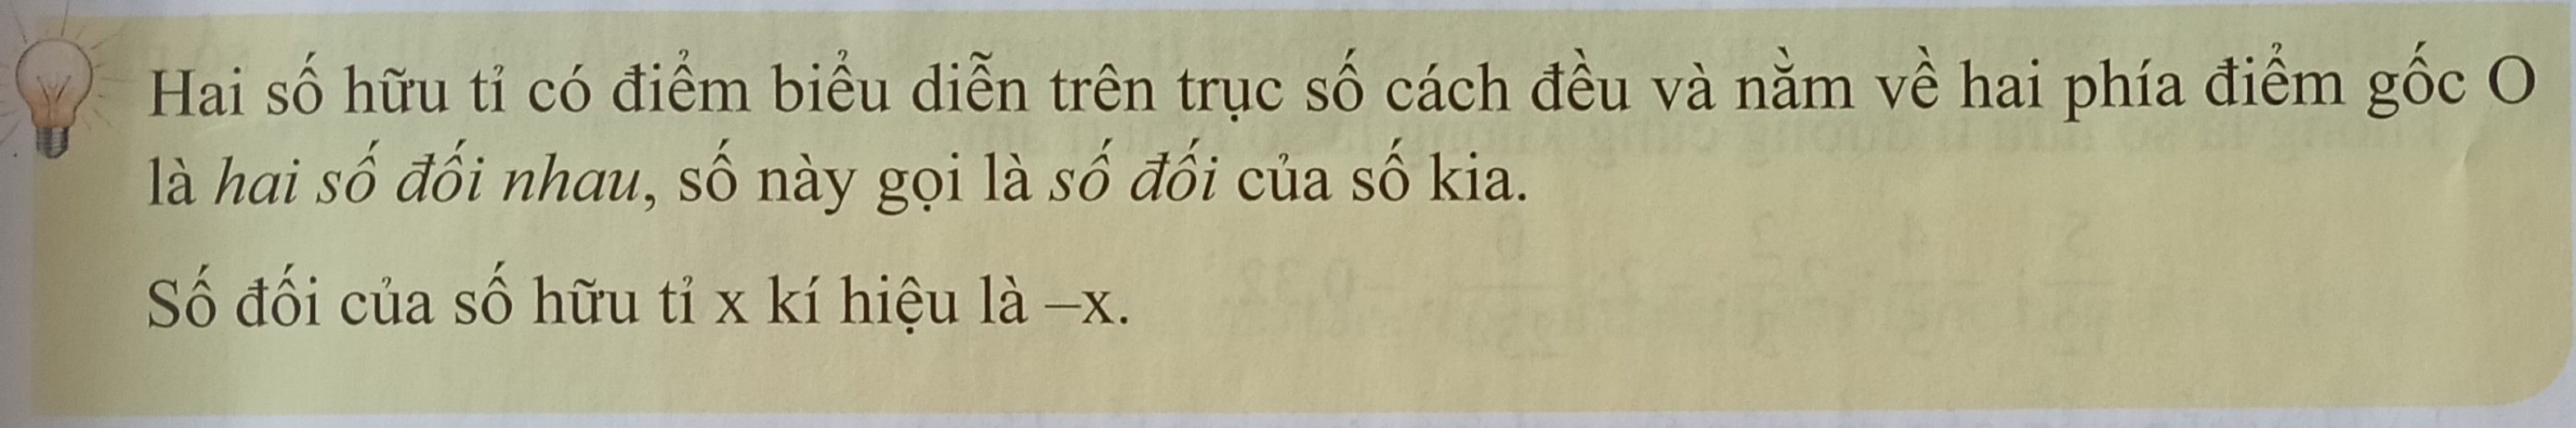 Hai số hữu tỉ có điểm biểu diễn trên trục số cách đều và nằm về hai phía điểm gốc O
là hai số đối nhau, số này gọi là số đối của số kia.
Số đối của số hữu tỉ x kí hiệu là –x.